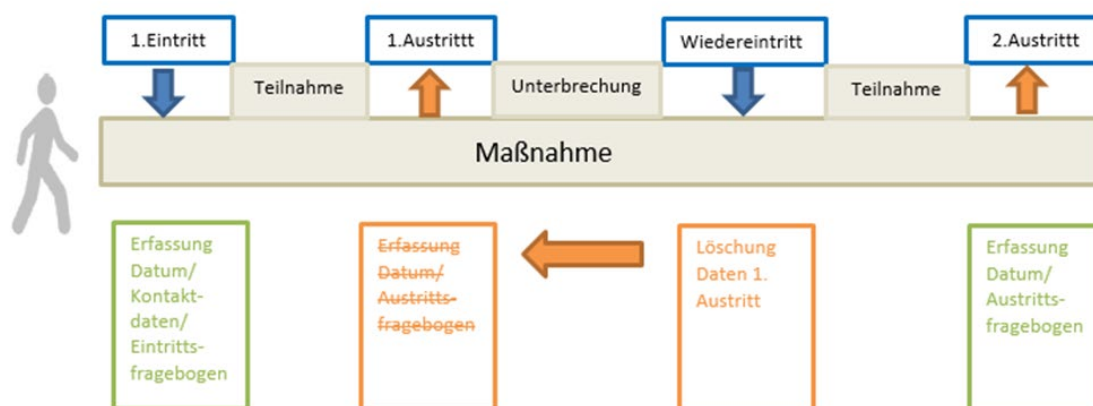 1.Eintritt
1.Austrittt
Wiedereintritt
2.Austrittt
Teilnahme
Unterbrechung
Teilnahme
Maßnahme
Erfassung
Datum/
Kontakt-
daten/
Eintritts-
fragebogen
Erfassung
Datum/
Austritts-
fragebogen
Löschung
Daten 1.
Austritt
Erfassung
Datum/
Austritts-
fragebogen